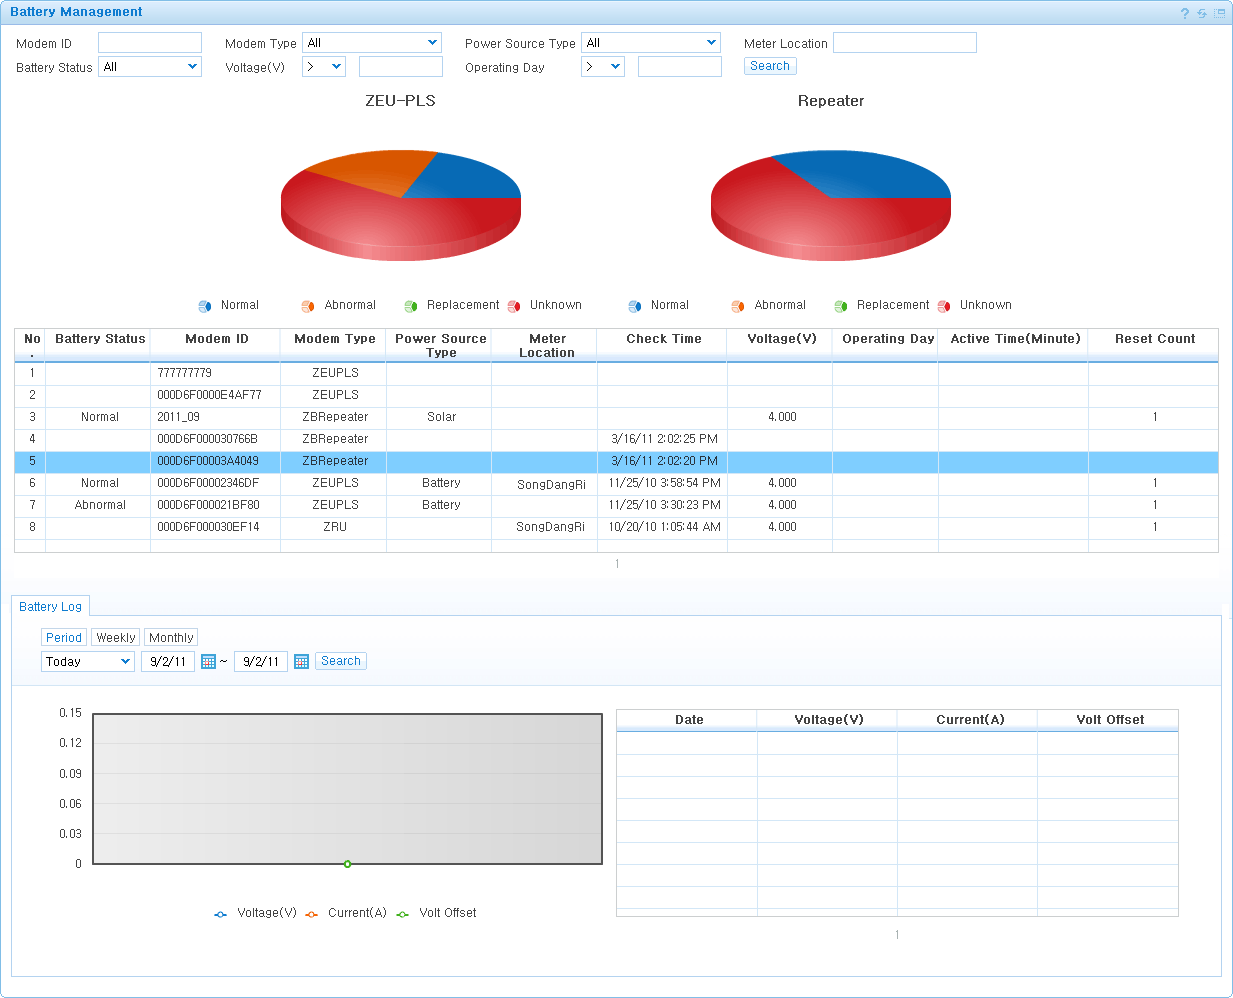 Battery Management
Modem ID Modem Type All Power Source Type All Meter Location
Battery Status All Voltage(V) > Operating Day > Search
ZEU-PLS Repeater
Normal Abnormal Replacement Unknown Normal Abnormal Replacement Unknown
No. Battery Status Modem ID Modem Type Power Source Type Meter Location Check Time Voltage(V) Operating Day Active Time(Minute) Reset Count
1 777777779 ZEUPLS
2 000D6F0000E4AF77 ZEUPLS
3 Normal 2011_09 ZBRepeater Solar 4.000 1
4 000D6F000030766B ZBRepeater 3/16/11 2:02:25 PM
5 000D6F00003A4049 ZBRepeater 3/16/11 2:02:20 PM
6 Normal 000D6F00002346DF ZEUPLS Battery SongDangRi 11/25/10 3:58:54 PM 4.000 1
7 Abnormal 000D6F000021BF80 ZEUPLS Battery 11/25/10 3:30:23 PM 4.000 1
8 000D6F000030EF14 ZRU SongDangRi 10/20/10 1:05:44 AM 4.000 1
1
Battery Log
Period Weekly Monthly
Today 9/2/11 ~ 9/2/11 Search
0.15
0.12
0.09
0.06
0.03
0
Voltage(V) Current(A) Volt Offset
Date Voltage(V) Current(A) Volt Offset
1